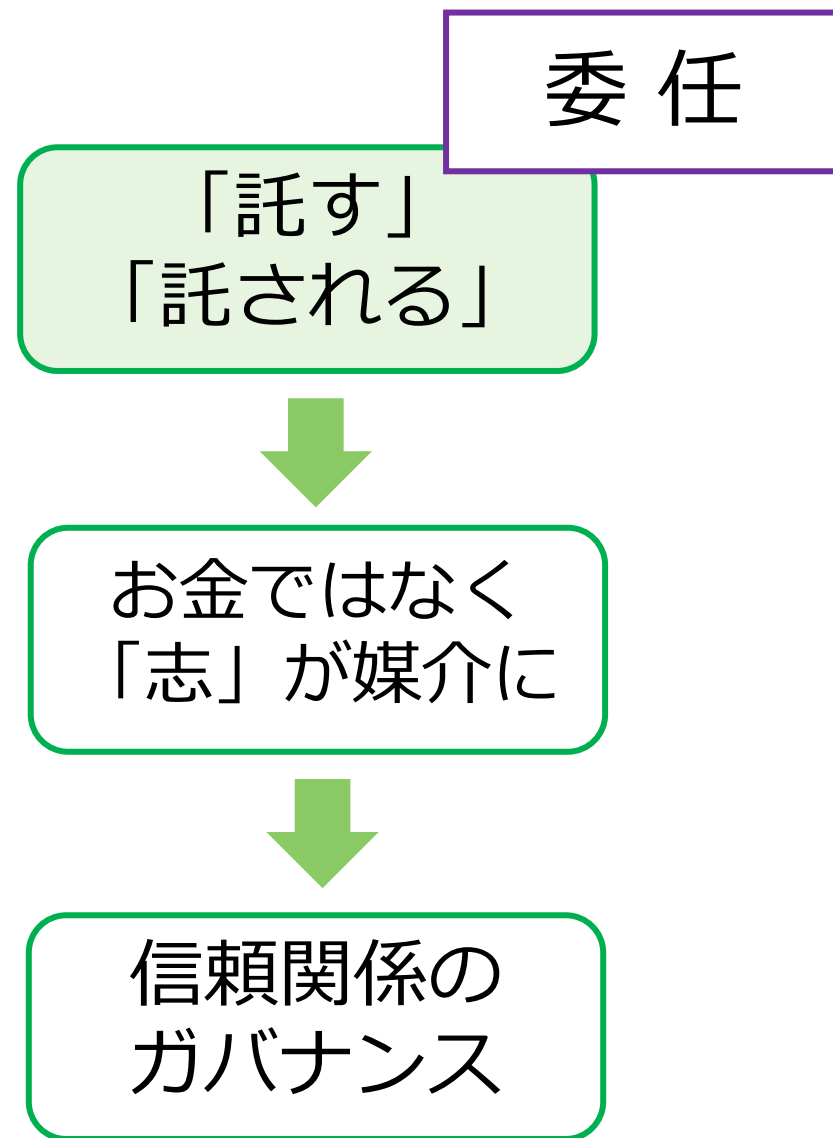 委 任
「託す」
「託される」
お金ではなく
「志」が媒介に
信頼関係の
ガバナンス